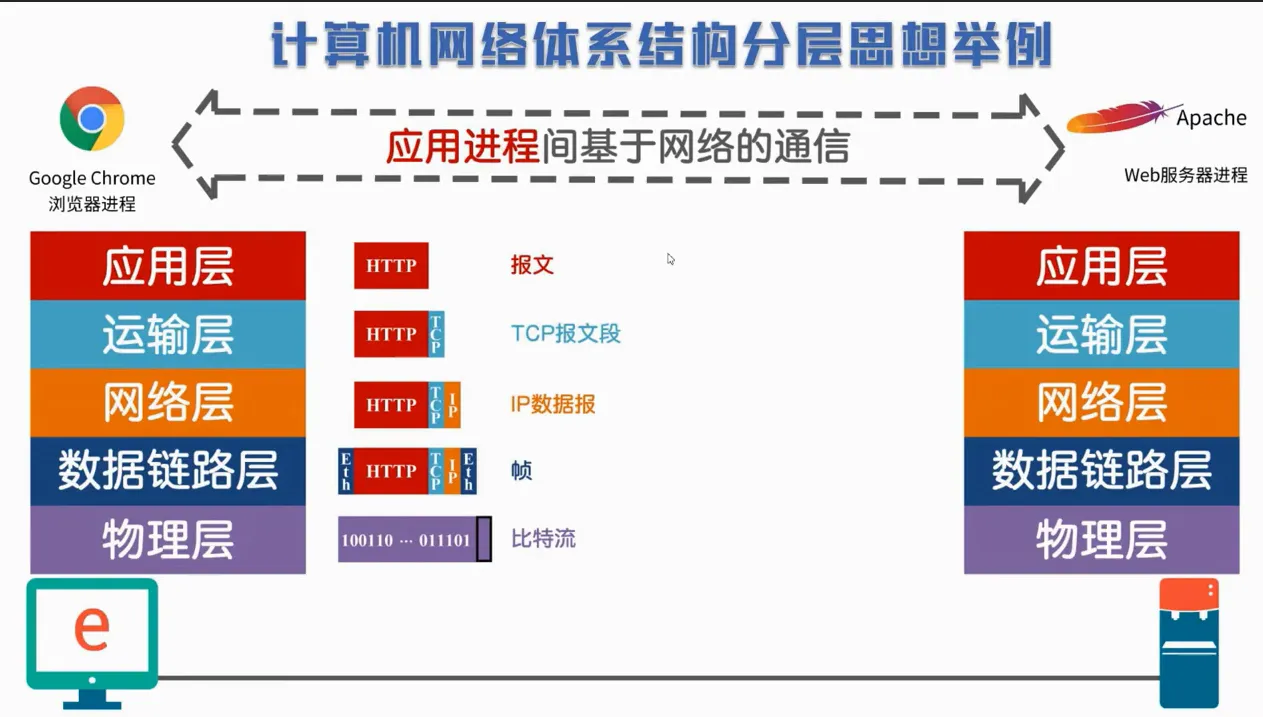 计算机网络体系结构分层思想举例
应用进程间基于网络的通信
Google Chrome
浏览器进程
Apache
Web服务器进程
应用层
HTTP
报文
应用层
运输层
HTTP TCP
TCP报文段
运输层
网络层
HTTP TCP IP
IP数据报
网络层
数据链路层
Eth HTTP TCP IP Eth
帧
数据链路层
物理层
100110 ··· 011101
比特流
物理层
e